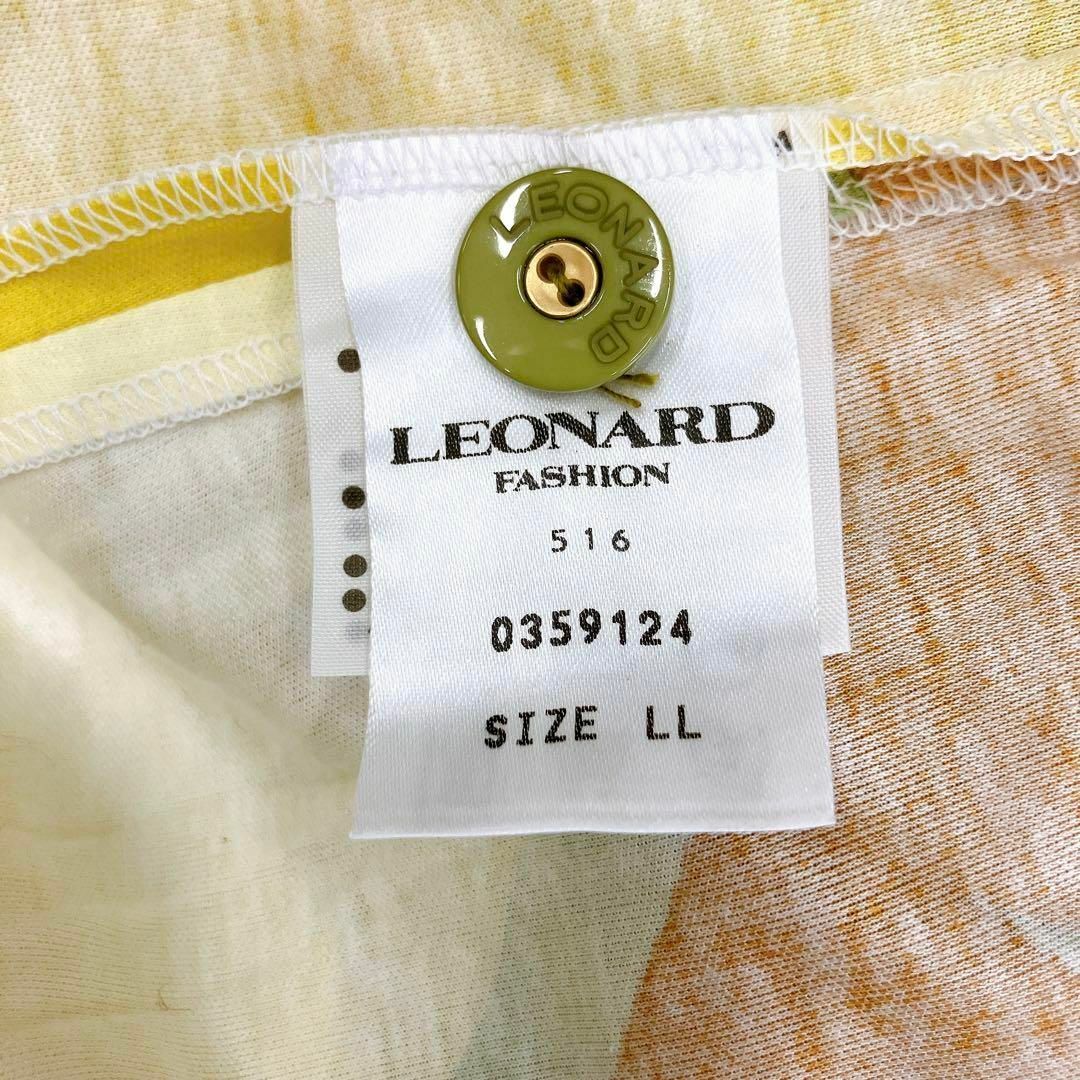 LEONARD
LEONARD
FASHION
516
0359124
SIZE LL